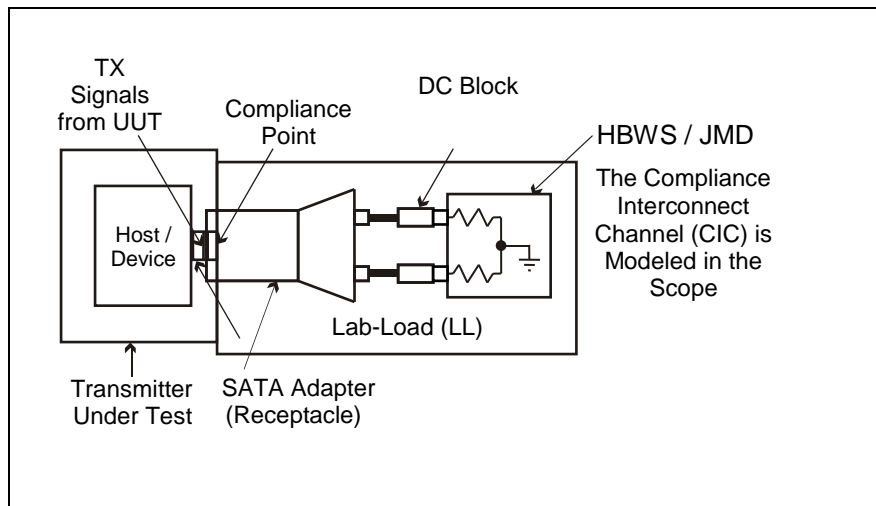 TX
Signals
from UUT
Compliance
Point
DC Block
HBWS / JMD
The Compliance
Interconnect
Channel (CIC) is
Modeled in the
Scope
Host /
Device
Lab-Load (LL)
Transmitter
Under Test
SATA Adapter
(Receptacle)